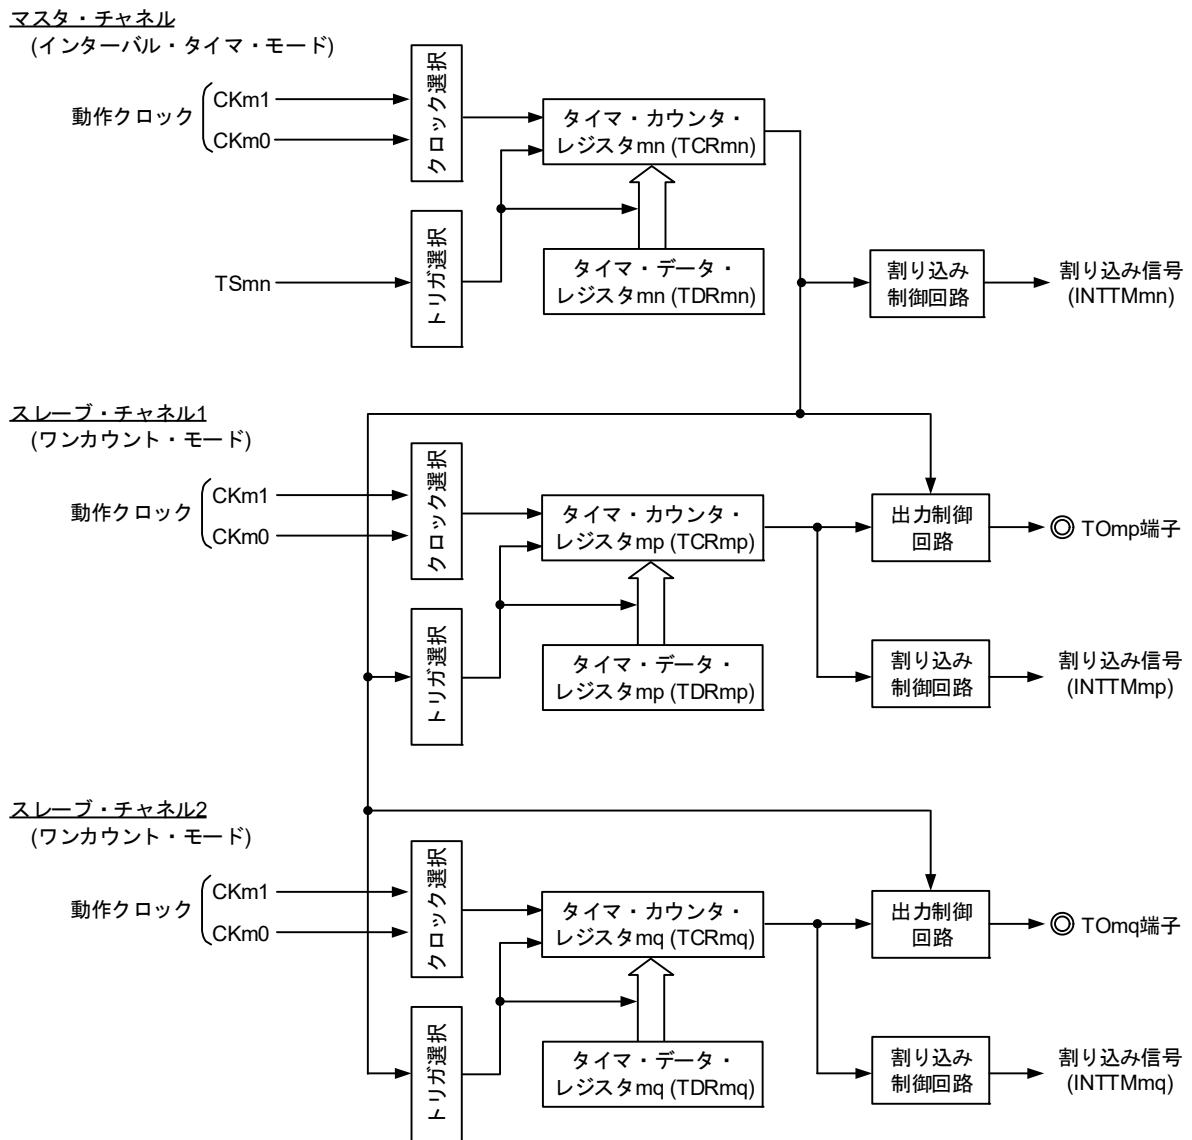 マスタ・チャネル
(インターバル・タイマ・モード)
動作クロック
CKm1
CKm0
クロック選択
タイマ・カウンタ・
レジスタmn (TCRmn)
TSmn
トリガ選択
タイマ・データ・
レジスタmn (TDRmn)
割り込み
制御回路
割り込み信号
(INTTMmn)
スレーブ・チャネル1
(ワンカウント・モード)
動作クロック
CKm1
CKm0
クロック選択
タイマ・カウンタ・
レジスタmp (TCRmp)
出力制御
回路
TOmp端子
トリガ選択
タイマ・データ・
レジスタmp (TDRmp)
割り込み
制御回路
割り込み信号
(INTTMmp)
スレーブ・チャネル2
(ワンカウント・モード)
動作クロック
CKm1
CKm0
クロック選択
タイマ・カウンタ・
レジスタmq (TCRmq)
出力制御
回路
TOmq端子
トリガ選択
タイマ・データ・
レジスタmq (TDRmq)
割り込み
制御回路
割り込み信号
(INTTMmq)